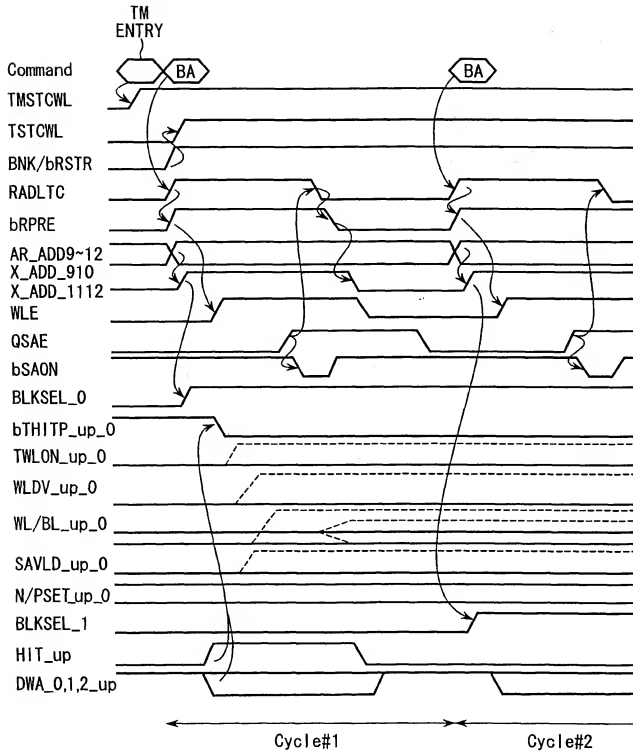 TM
ENTRY
Command
BA
BA
TMSTCWL
TSTCWL
BNK/bRSTR
RADLTC
bRPRE
AR_ADD9~12
X_ADD_910
X_ADD_1112
WLE
QSAE
bSAON
BLKSEL_0
bTHITP_up_0
TWLON_up_0
WLDV_up_0
WL/BL_up_0
SAVLD_up_0
N/PSET_up_0
BLKSEL_1
HIT_up
DWA_0,1,2_up
Cycle#1
Cycle#2